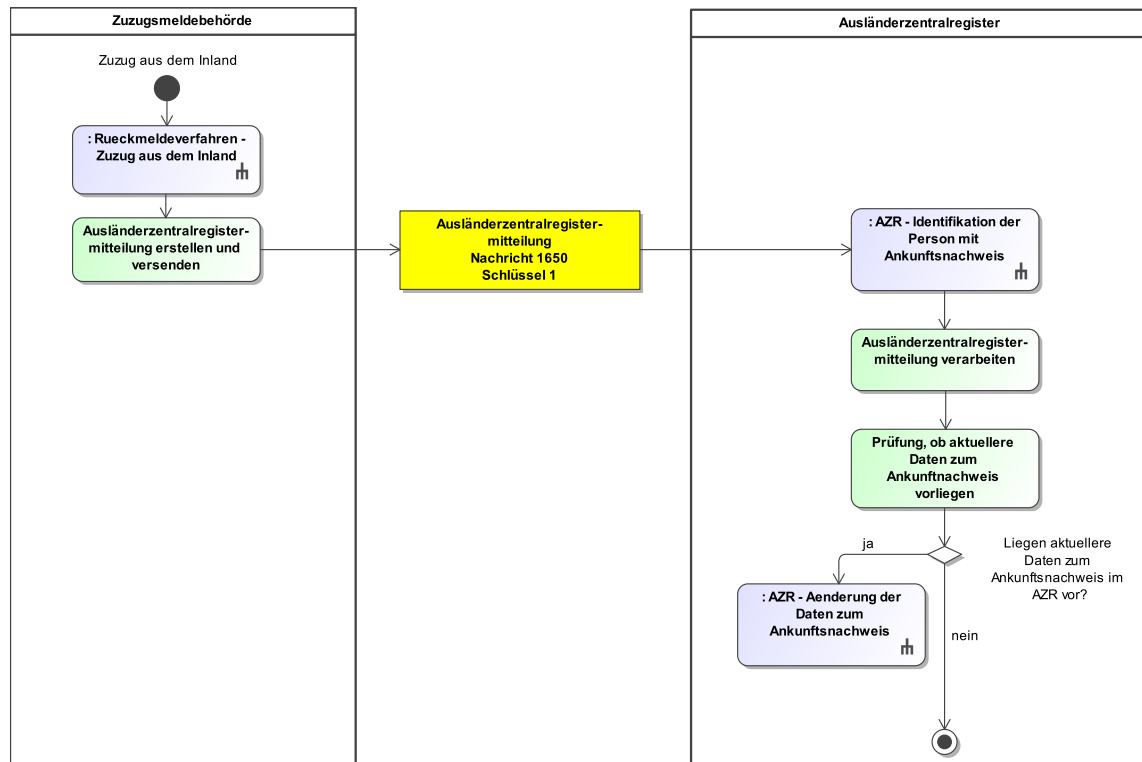 Zuzugsmeldebehörde
Ausländerzentralregister
Zuzug aus dem Inland
: Rueckmeldeverfahren -
Zuzug aus dem Inland
Ausländerzentralregister-
mitteilung erstellen und
versenden
Ausländerzentralregister-
mitteilung
Nachricht 1650
Schlüssel 1
: AZR - Identifikation der
Person mit
Ankunftsnachweis
Ausländerzentralregister-
mitteilung verarbeiten
Prüfung, ob aktuellere
Daten zum
Ankunftnachweis
vorliegen
ja
Liegen aktuellere
Daten zum
Ankunftsnachweis im
AZR vor?
: AZR - Aenderung der
Daten zum
Ankunftsnachweis
nein